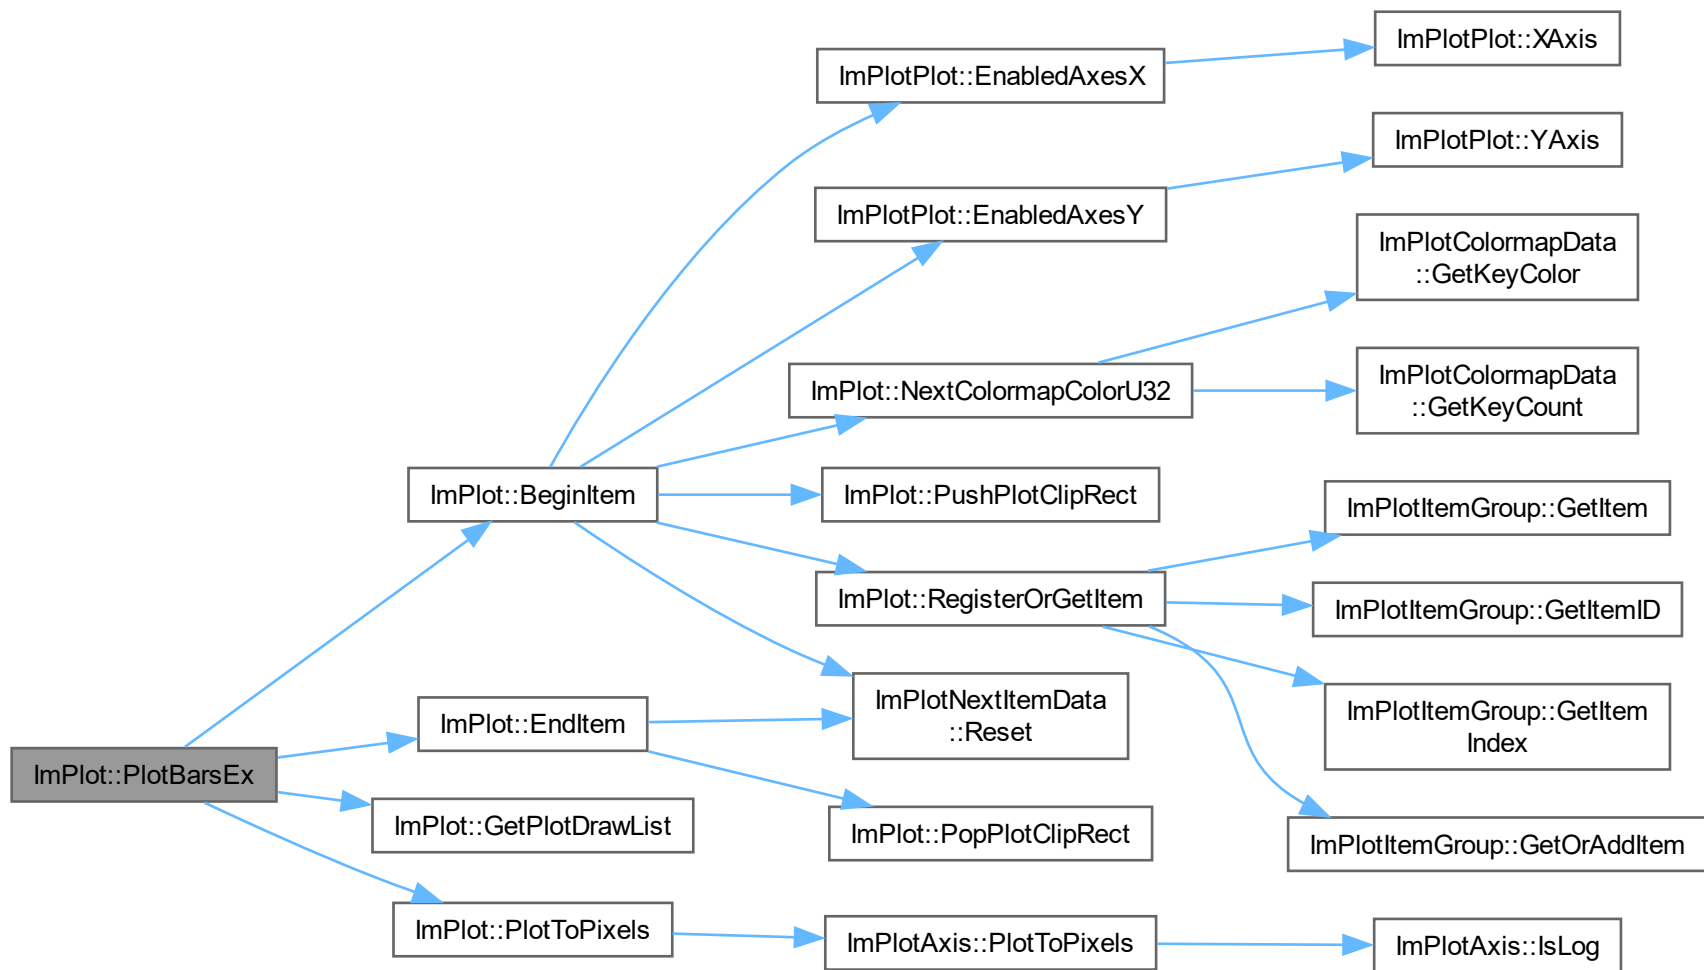 ImPlotPlot::XAxis
ImPlotPlot::EnabledAxesX
ImPlotPlot::YAxis
ImPlotPlot::EnabledAxesY
ImPlotColormapData
::GetKeyColor
ImPlot::NextColormapColorU32
ImPlotColormapData
::GetKeyCount
ImPlot::BeginItem
ImPlot::PushPlotClipRect
ImPlotItemGroup::GetItem
ImPlot::RegisterOrGetItem
ImPlotItemGroup::GetItemID
ImPlotNextItemData
::Reset
ImPlotItemGroup::GetItem
Index
ImPlot::EndItem
ImPlot::PlotBarsEx
ImPlot::GetPlotDrawList
ImPlot::PopPlotClipRect
ImPlotItemGroup::GetOrAddItem
ImPlot::PlotToPixels
ImPlotAxis::PlotToPixels
ImPlotAxis::IsLog